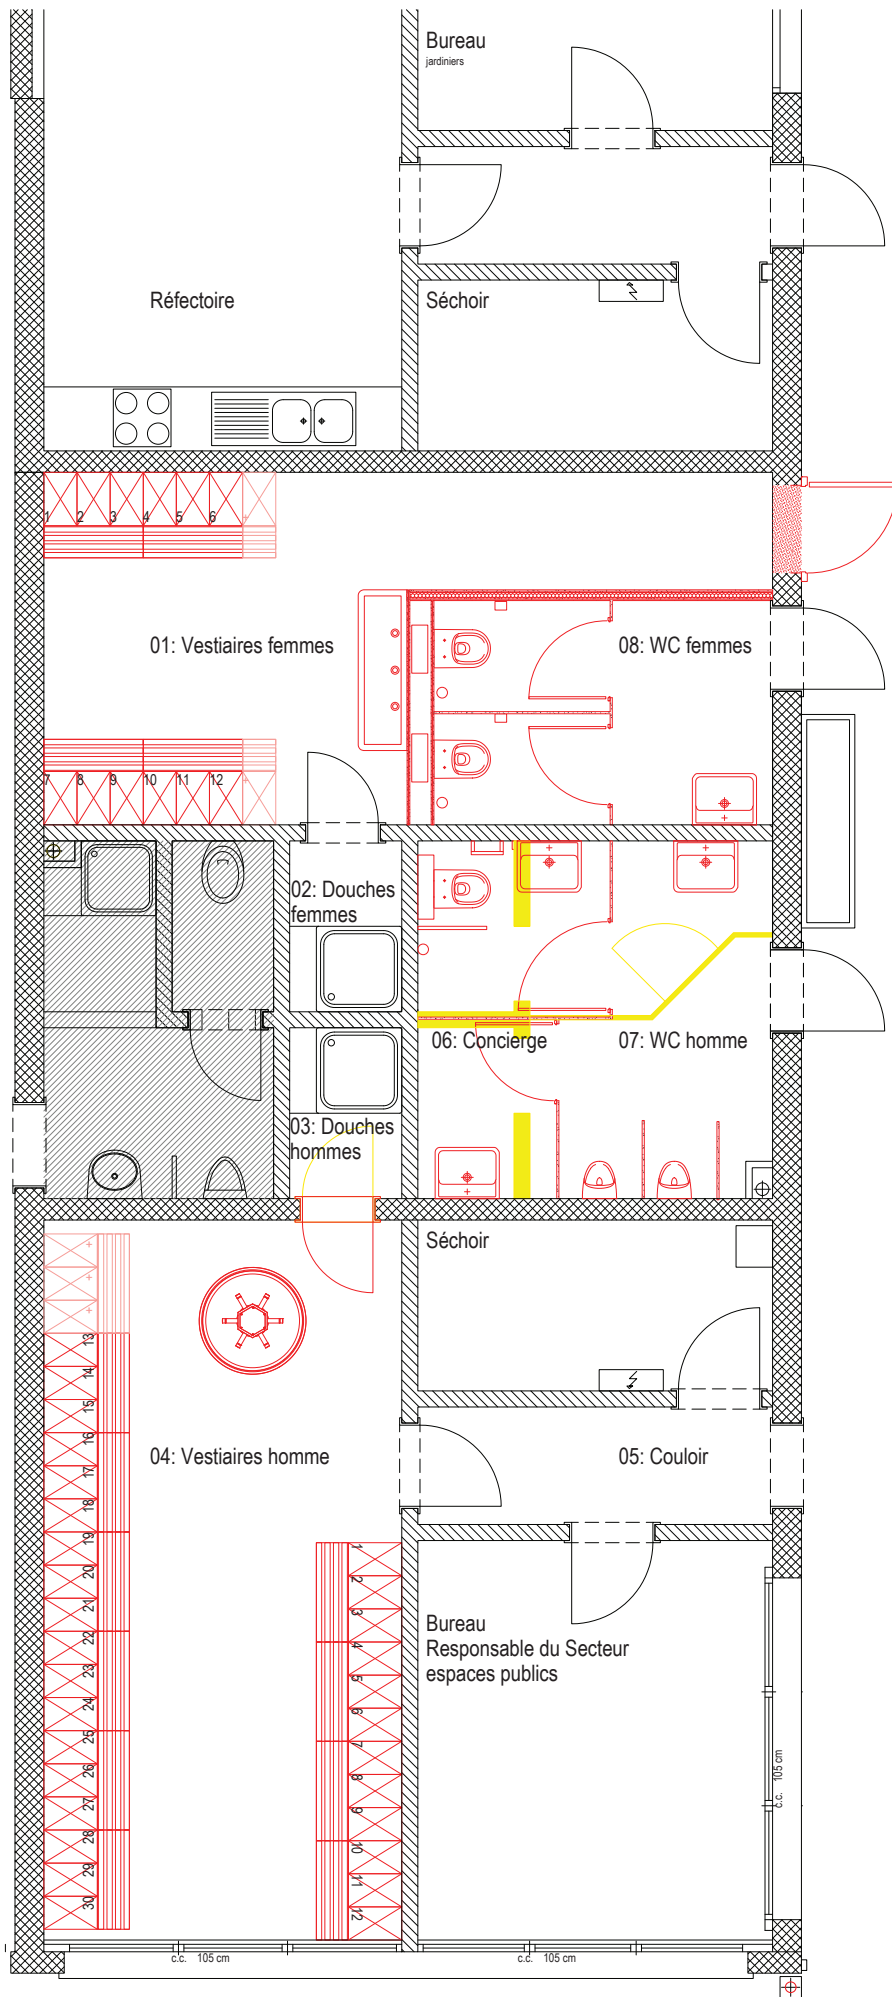 Bureau
jardiniers
Réfectoire
Séchoir
1 2 3 4 5 6 +
01: Vestiaires femmes
08: WC femmes
7 8 9 10 11 12 +
02: Douches
femmes
06: Concierge
07: WC homme
03: Douches
hommes
Séchoir
+
+
+
13
14
15
16
17
18
19
20
21
22
23
24
25
26
27
28
29
30
04: Vestiaires homme
05: Couloir
1
2
3
4
5
6
7
8
9
10
11
12
Bureau
Responsable du Secteur
espaces publics
c.c. 105 cm
c.c. 105 cm
c.c. 105 cm